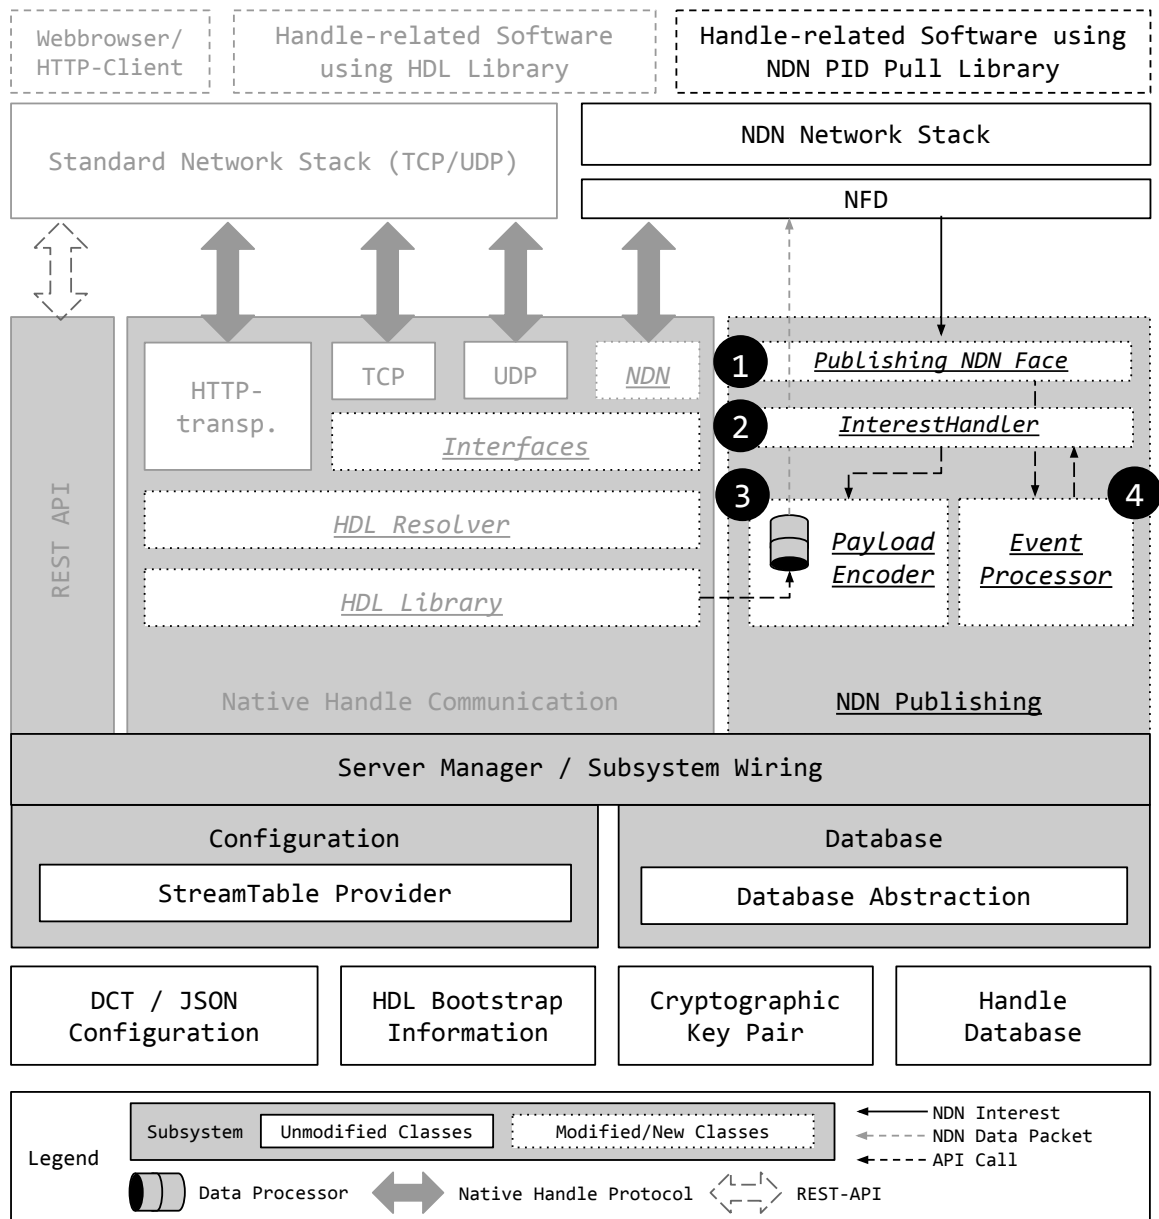 Webbrowser/
HTTP-Client
Handle-related Software
using HDL Library
Handle-related Software using
NDN PID Pull Library
Standard Network Stack (TCP/UDP)
NDN Network Stack
NFD
REST API
HTTP-
transp.
TCP
UDP
NDN
Interfaces
HDL Resolver
HDL Library
Native Handle Communication
1
Publishing NDN Face
2
InterestHandler
3
Payload
Encoder
4
Event
Processor
NDN Publishing
Server Manager / Subsystem Wiring
Configuration
StreamTable Provider
Database
Database Abstraction
DCT / JSON
Configuration
HDL Bootstrap
Information
Cryptographic
Key Pair
Handle
Database
Legend
Subsystem
Unmodified Classes
Modified/New Classes
NDN Interest
NDN Data Packet
API Call
Data Processor
Native Handle Protocol
REST-API